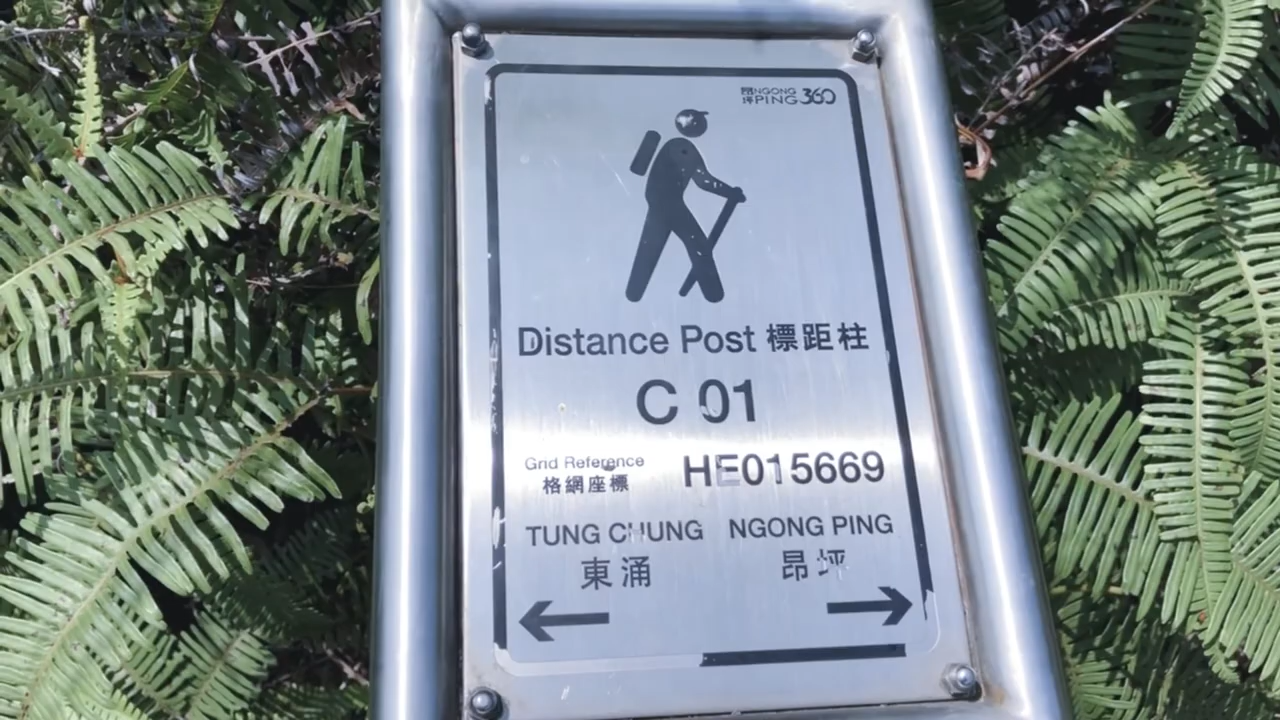 昂坪 NGONG PING 360
Distance Post 標距柱
C 01
Grid Reference
格網座標
HE015669
TUNG CHUNG NGONG PING
東涌 昂坪